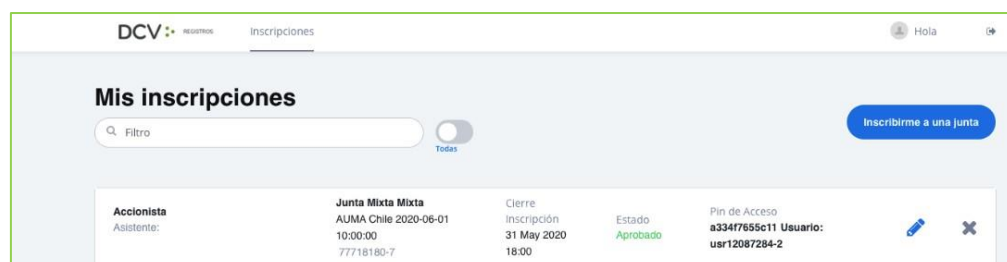 DCV REGISTROS Inscripciones Hola
Mis inscripciones
Filtro
Todas
Inscribirme a una junta
Accionista
Asistente:
Junta Mixta Mixta
AUMA Chile 2020-06-01
10:00:00
77718180-7
Cierre
Inscripción
31 May 2020
18:00
Estado
Aprobado
Pin de Acceso
a334f7655c11 Usuario:
usr12087284-2